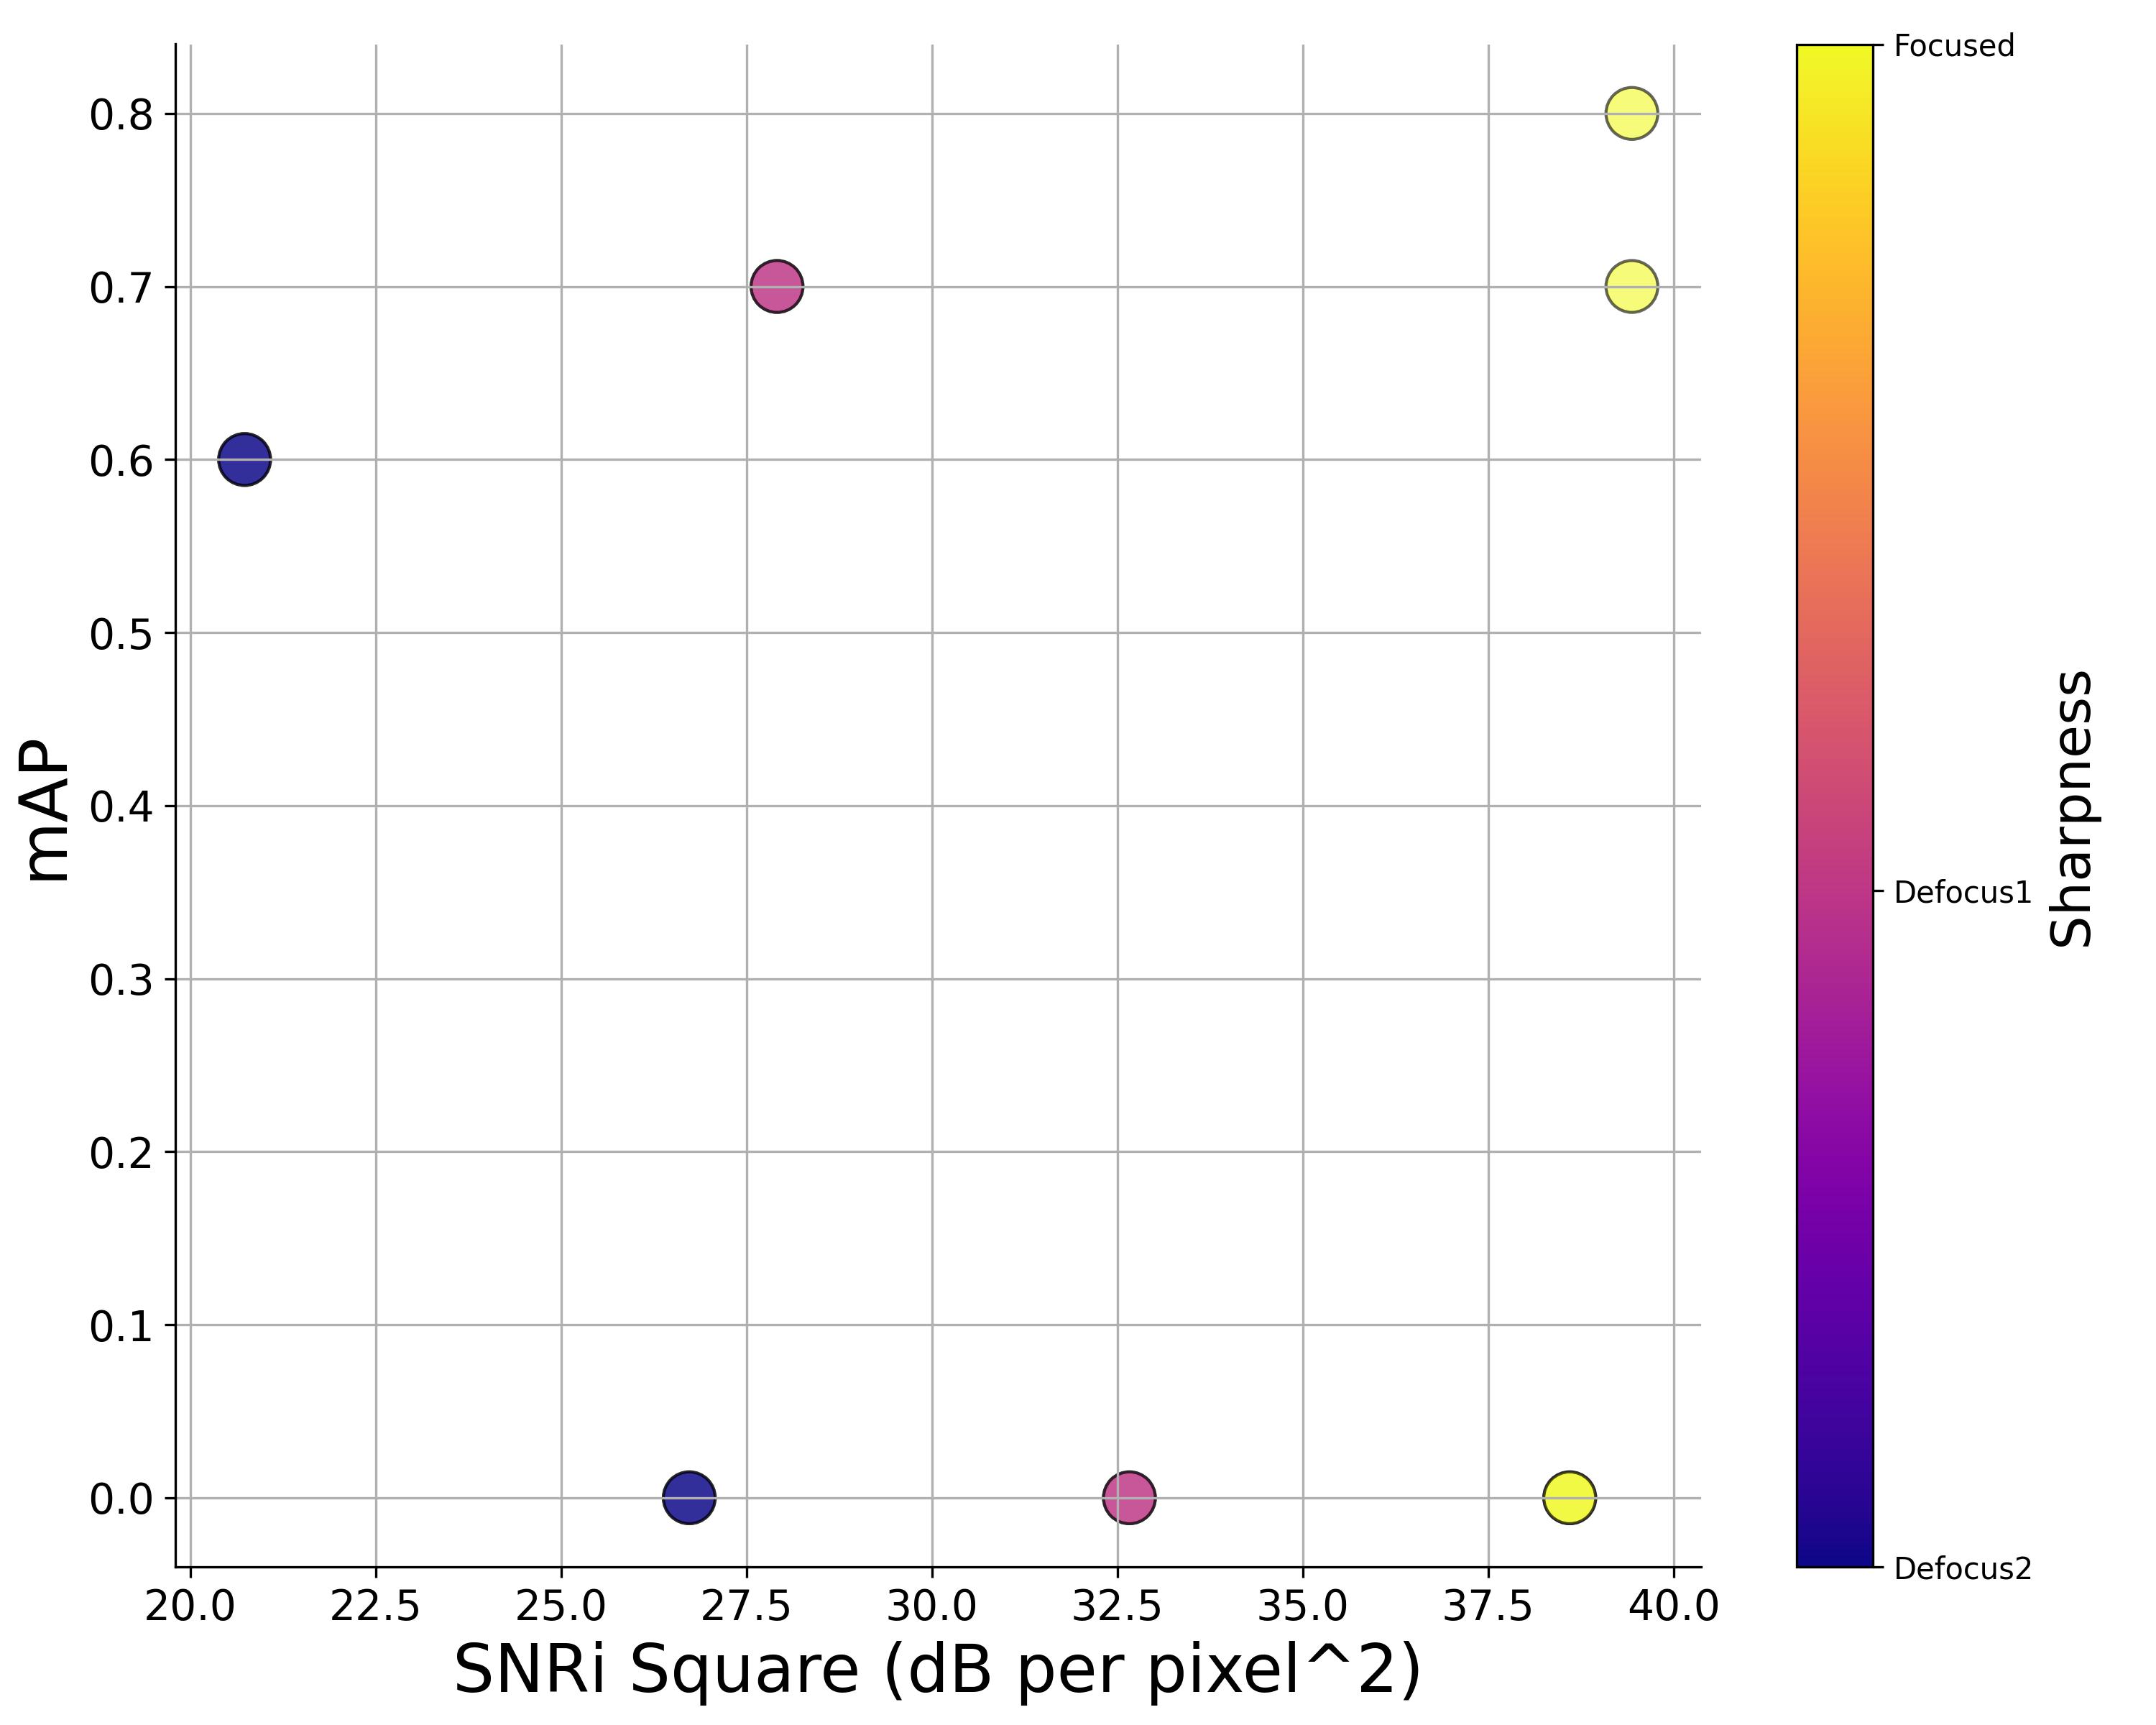 mAP
0.8
0.7
0.6
0.5
0.4
0.3
0.2
0.1
0.0
20.0 22.5 25.0 27.5 30.0 32.5 35.0 37.5 40.0
SNRi Square (dB per pixel^2)
Focused
Defocus1
Defocus2
Sharpness